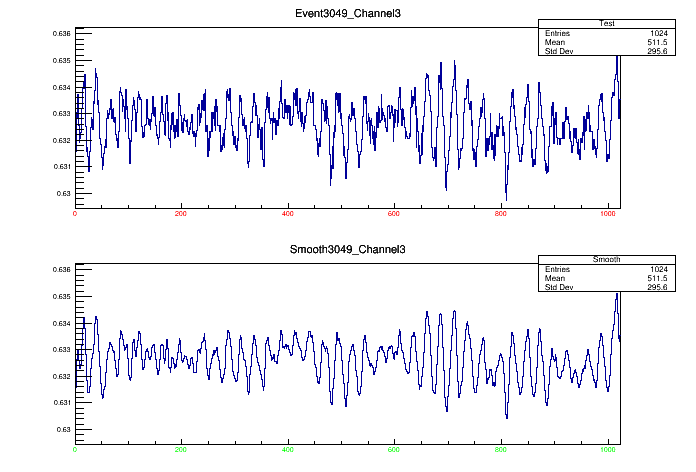 Event3049_Channel3
Test
Entries 1024
Mean 511.5
Std Dev 295.6
0.636
0.635
0.634
0.633
0.632
0.631
0.63
0 200 400 600 800 1000
Smooth3049_Channel3
Smooth
Entries 1024
Mean 511.5
Std Dev 295.6
0.636
0.635
0.634
0.633
0.632
0.631
0.63
0 200 400 600 800 1000